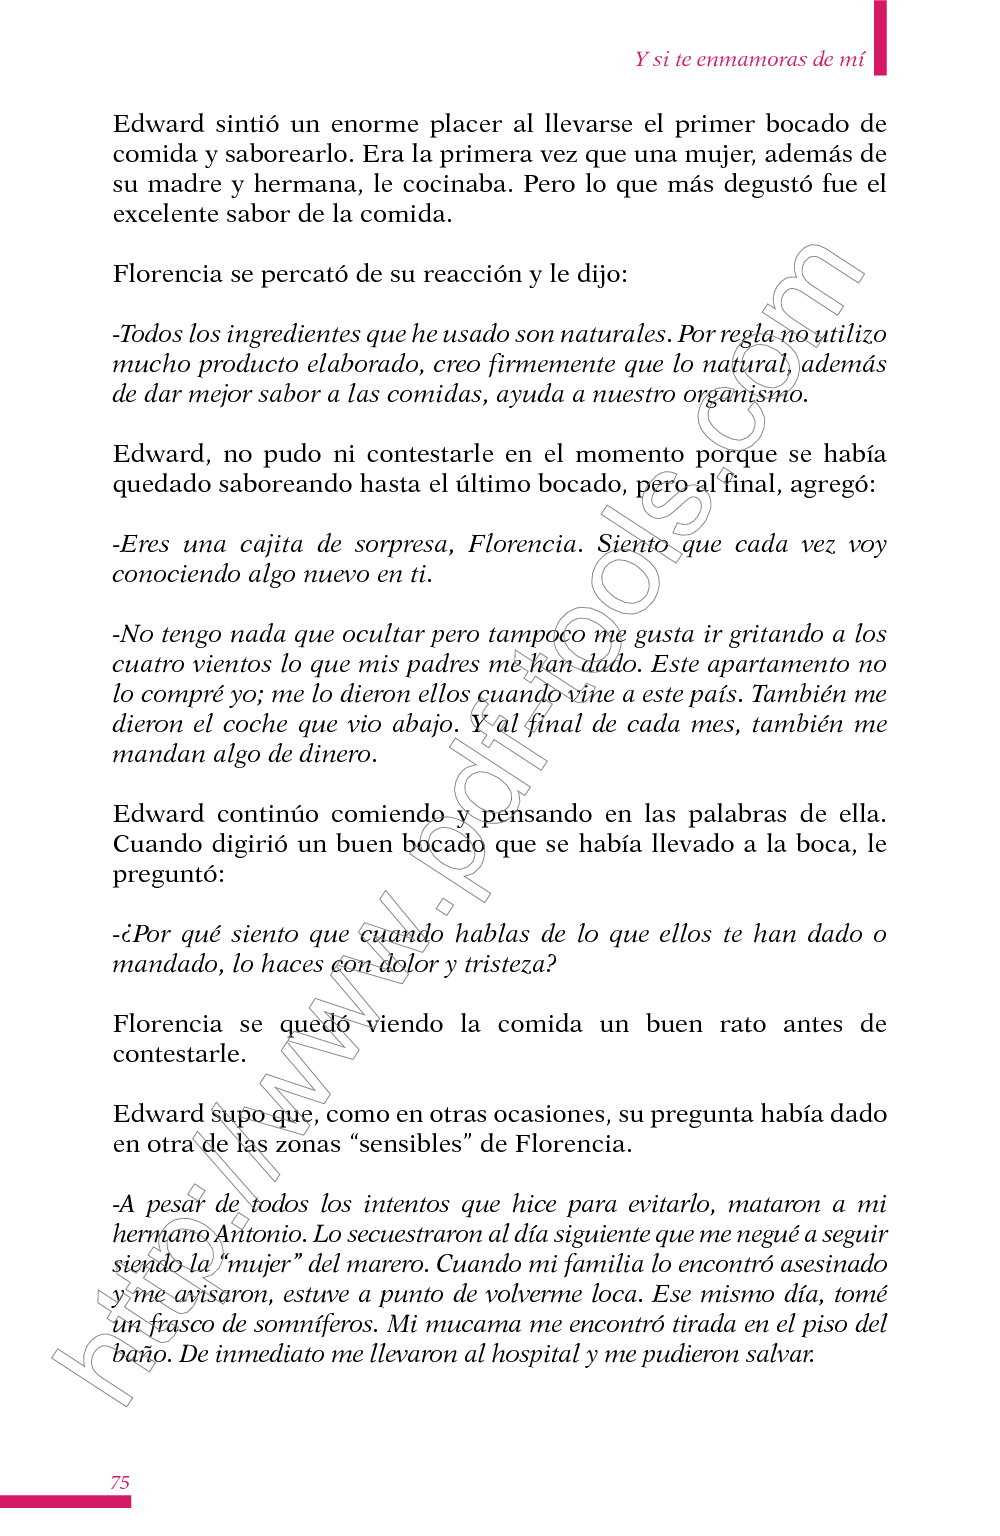 Y si te enmamoras de mí
Edward sintió un enorme placer al llevarse el primer bocado de
comida y saborearlo. Era la primera vez que una mujer, además de
su madre y hermana, le cocinaba. Pero lo que más degustó fue el
excelente sabor de la comida.
Florencia se percató de su reacción y le dijo:
-Todos los ingredientes que he usado son naturales. Por regla no utilizo
mucho producto elaborado, creo firmemente que lo natural, además
de dar mejor sabor a las comidas, ayuda a nuestro organismo.
Edward, no pudo ni contestarle en el momento porque se había
quedado saboreando hasta el último bocado, pero al final, agregó:
-Eres una cajita de sorpresa, Florencia. Siento que cada vez voy
conociendo algo nuevo en ti.
-No tengo nada que ocultar pero tampoco me gusta ir gritando a los
cuatro vientos lo que mis padres me han dado. Este apartamento no
lo compré yo; me lo dieron ellos cuando vine a este país. También me
dieron el coche que vio abajo. Y al final de cada mes, también me
mandan algo de dinero.
Edward continúo comiendo y pensando en las palabras de ella.
Cuando digirió un buen bocado que se había llevado a la boca, le
preguntó:
-¿Por qué siento que cuando hablas de lo que ellos te han dado o
mandado, lo haces con dolor y tristeza?
Florencia se quedó viendo la comida un buen rato antes de
contestarle.
Edward supo que, como en otras ocasiones, su pregunta había dado
en otra de las zonas “sensibles” de Florencia.
-A pesar de todos los intentos que hice para evitarlo, mataron a mi
hermano Antonio. Lo secuestraron al día siguiente que me negué a seguir
siendo la “mujer” del marero. Cuando mi familia lo encontró asesinado
y me avisaron, estuve a punto de volverme loca. Ese mismo día, tomé
un frasco de somníferos. Mi mucama me encontró tirada en el piso del
baño. De inmediato me llevaron al hospital y me pudieron salvar.
75
http://www.pdf-tools.com